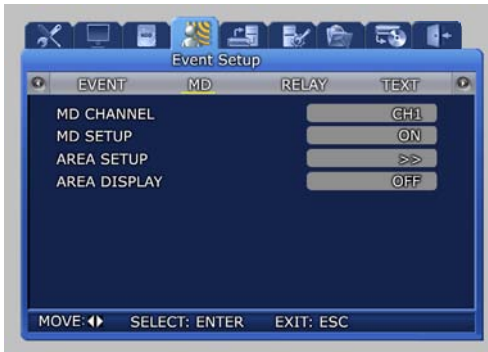 Event Setup
EVENT MD RELAY TEXT
MD CHANNEL CH1
MD SETUP ON
AREA SETUP >>
AREA DISPLAY OFF
MOVE: SELECT: ENTER EXIT: ESC